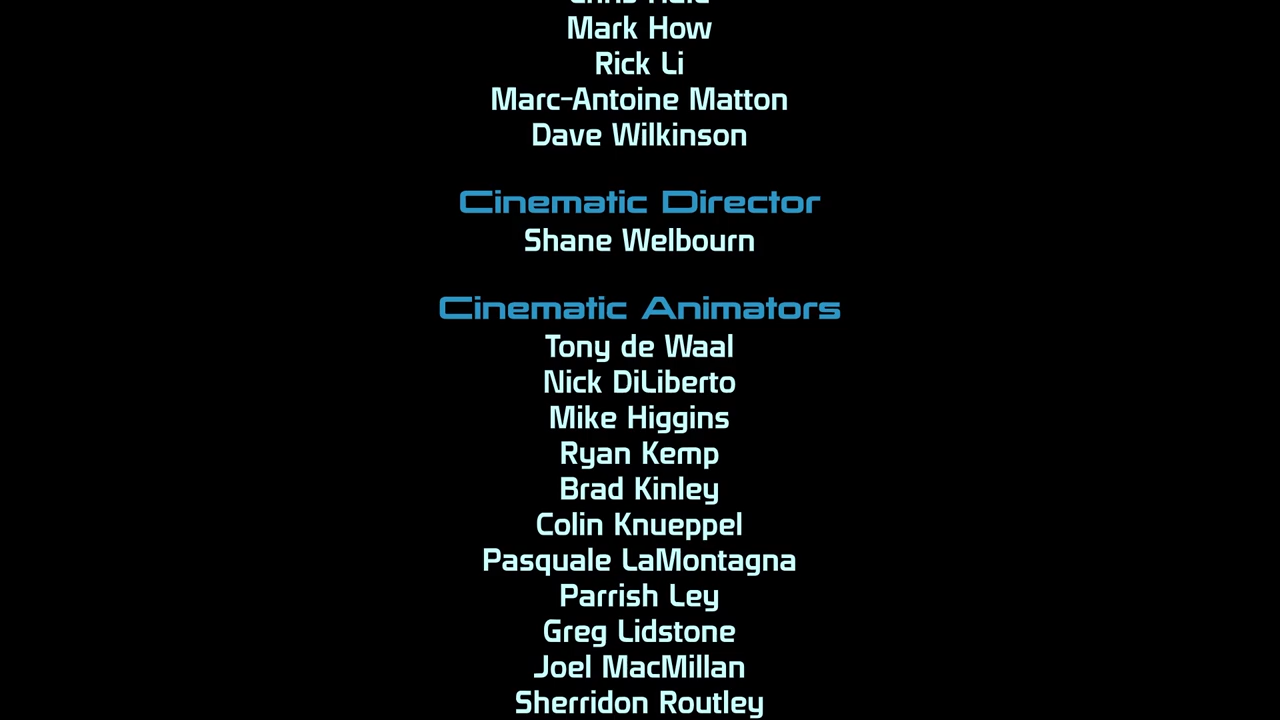 Mark How
Rick Li
Marc-Antoine Matton
Dave Wilkinson
Cinematic Director
Shane Welbourn
Cinematic Animators
Tony de Waal
Nick DiLiberto
Mike Higgins
Ryan Kemp
Brad Kinley
Colin Knueppel
Pasquale LaMontagna
Parrish Ley
Greg Lidstone
Joel MacMillan
Sherridon Routley